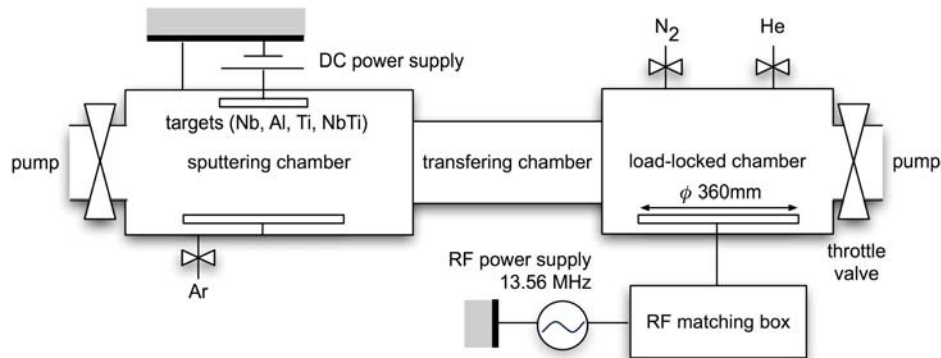 N2
He
DC power supply
targets (Nb, Al, Ti, NbTi)
pump
sputtering chamber
transfering chamber
load-locked chamber
pump
ϕ 360mm
Ar
RF power supply
13.56 MHz
throttle
valve
RF matching box